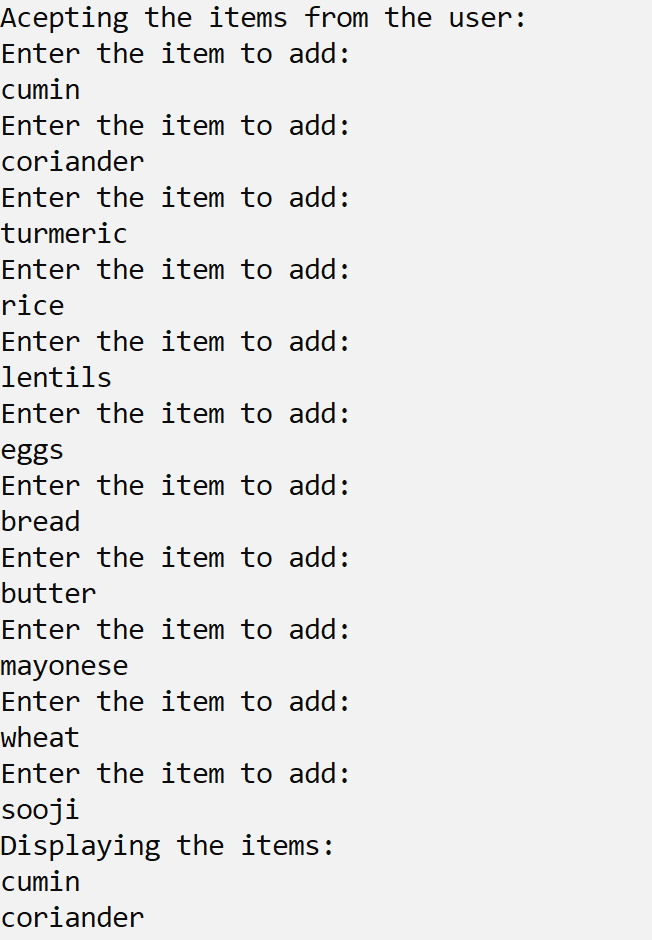 Acepting the items from the user:
Enter the item to add:
cumin
Enter the item to add:
coriander
Enter the item to add:
turmeric
Enter the item to add:
rice
Enter the item to add:
lentils
Enter the item to add:
eggs
Enter the item to add:
bread
Enter the item to add:
butter
Enter the item to add:
mayonese
Enter the item to add:
wheat
Enter the item to add:
sooji
Displaying the items:
cumin
coriander